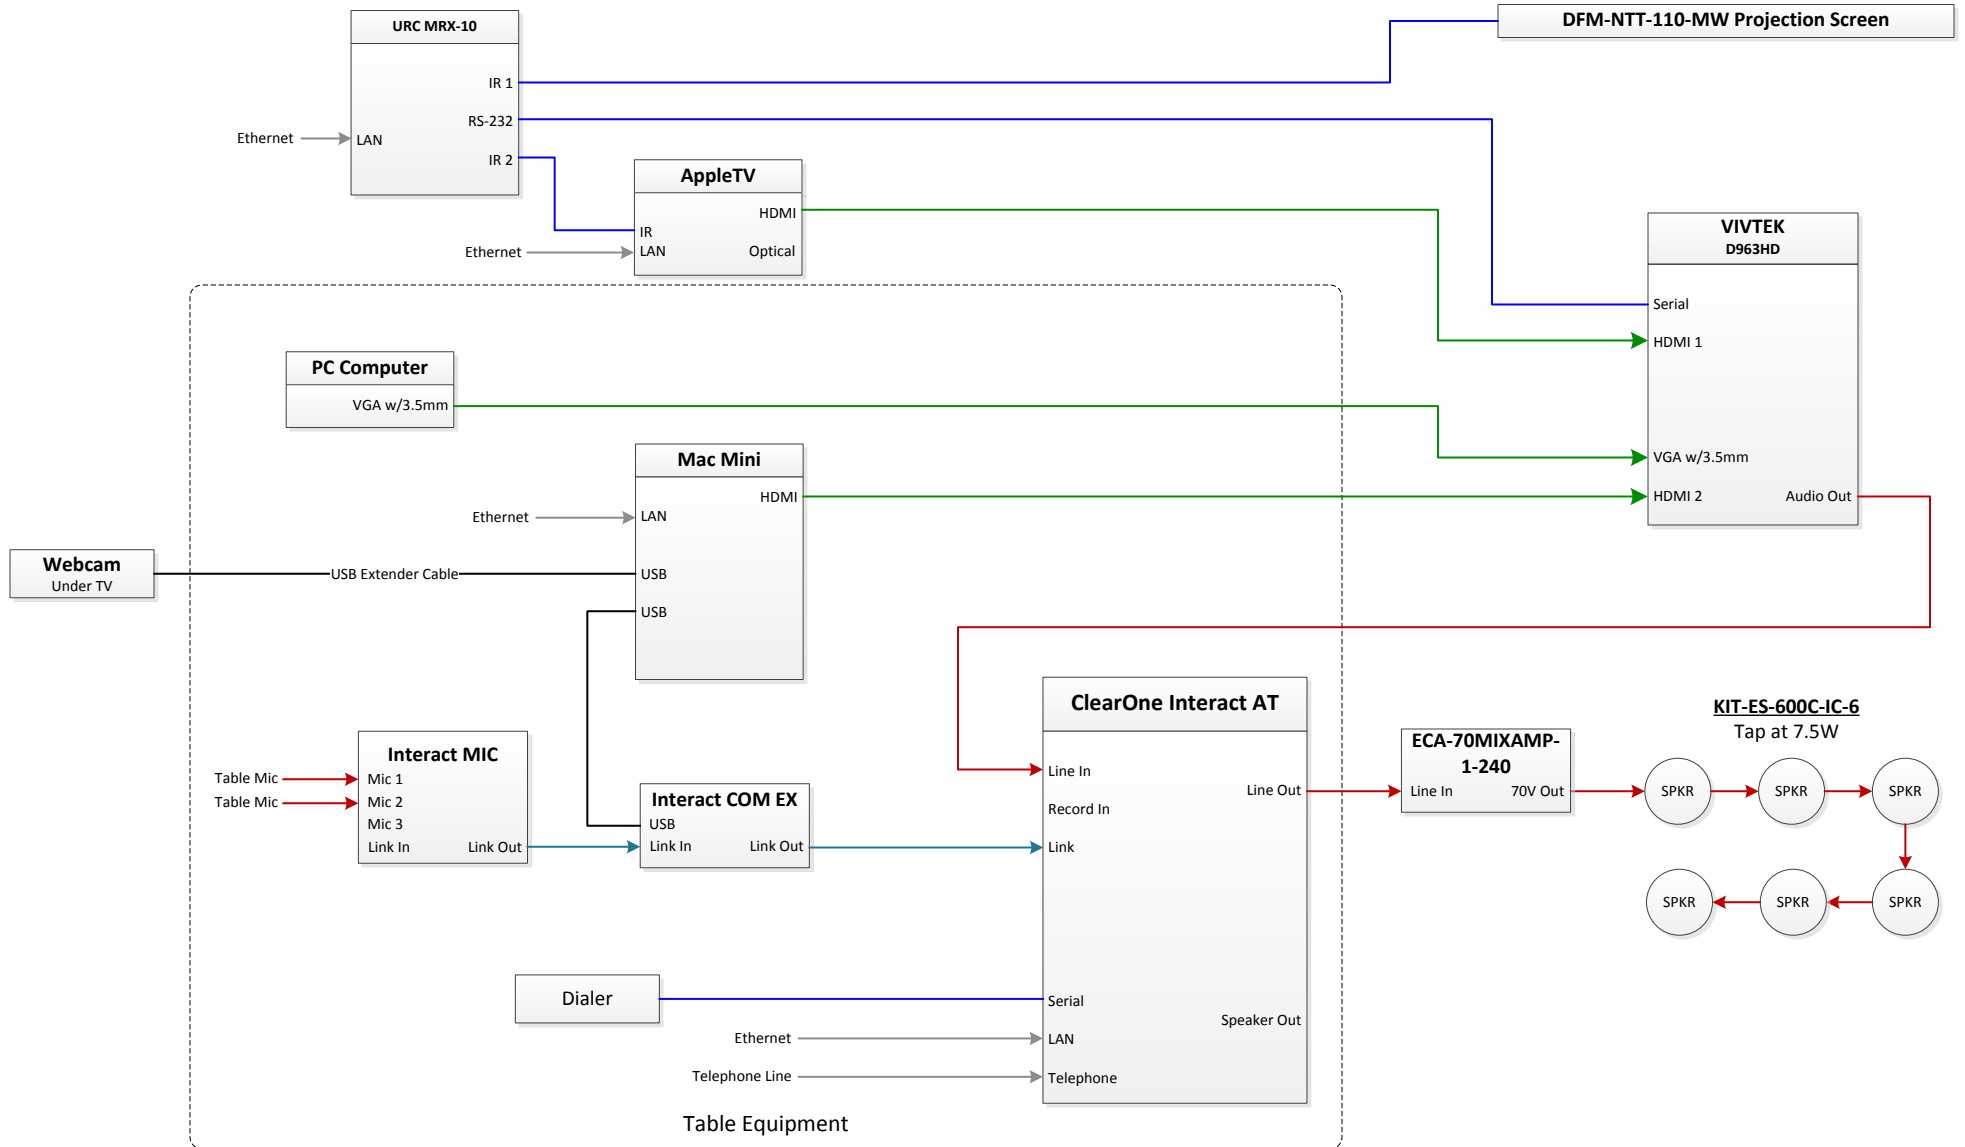 URC MRX-10
IR 1
RS-232
LAN
IR 2
Ethernet
DFM-NTT-110-MW Projection Screen
AppleTV
HDMI
IR
LAN
Optical
Ethernet
VIVTEK
D963HD
Serial
HDMI 1
VGA w/3.5mm
HDMI 2
Audio Out
PC Computer
VGA w/3.5mm
Mac Mini
HDMI
LAN
USB
USB
Ethernet
Webcam
Under TV
USB Extender Cable
ClearOne Interact AT
Line In
Line Out
Record In
Link
Serial
Speaker Out
LAN
Telephone
Interact MIC
Mic 1
Mic 2
Mic 3
Link In
Link Out
Table Mic
Table Mic
Interact COM EX
USB
Link In
Link Out
ECA-70MIXAMP-
1-240
Line In
70V Out
KIT-ES-600C-IC-6
Tap at 7.5W
SPKR
SPKR
SPKR
SPKR
SPKR
SPKR
Dialer
Ethernet
Telephone Line
Table Equipment